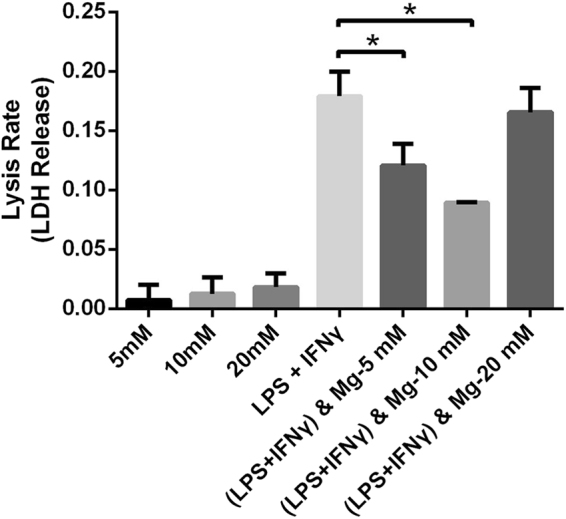 Lysis Rate
(LDH Release)
0.25
0.20
0.15
0.10
0.05
0.00
*
*
5mM
10mM
20mM
LPS + IFNγ
(LPS+IFNγ) & Mg-5 mM
(LPS+IFNγ) & Mg-10 mM
(LPS+IFNγ) & Mg-20 mM